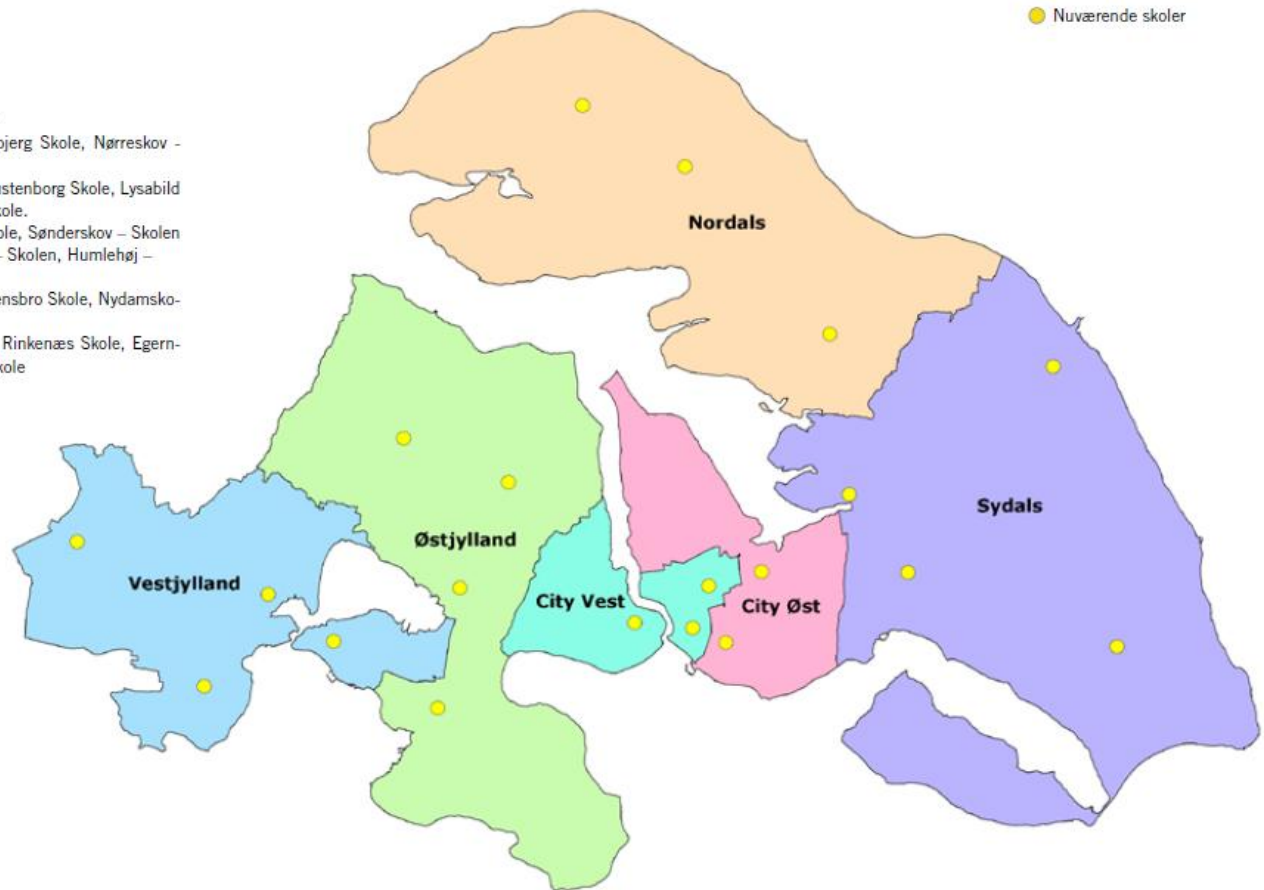 Nuværende skoler
bjerg Skole, Nørreskov -
ustenborg Skole, Lysabild
kole.
ole, Sønderskov – Skolen
– Skolen, Humlehøj –
ensbro Skole, Nydamsko-
Rinkenæs Skole, Egern-
kole
Nordals
Sydals
Østjylland
Vestjylland
City Vest
City Øst